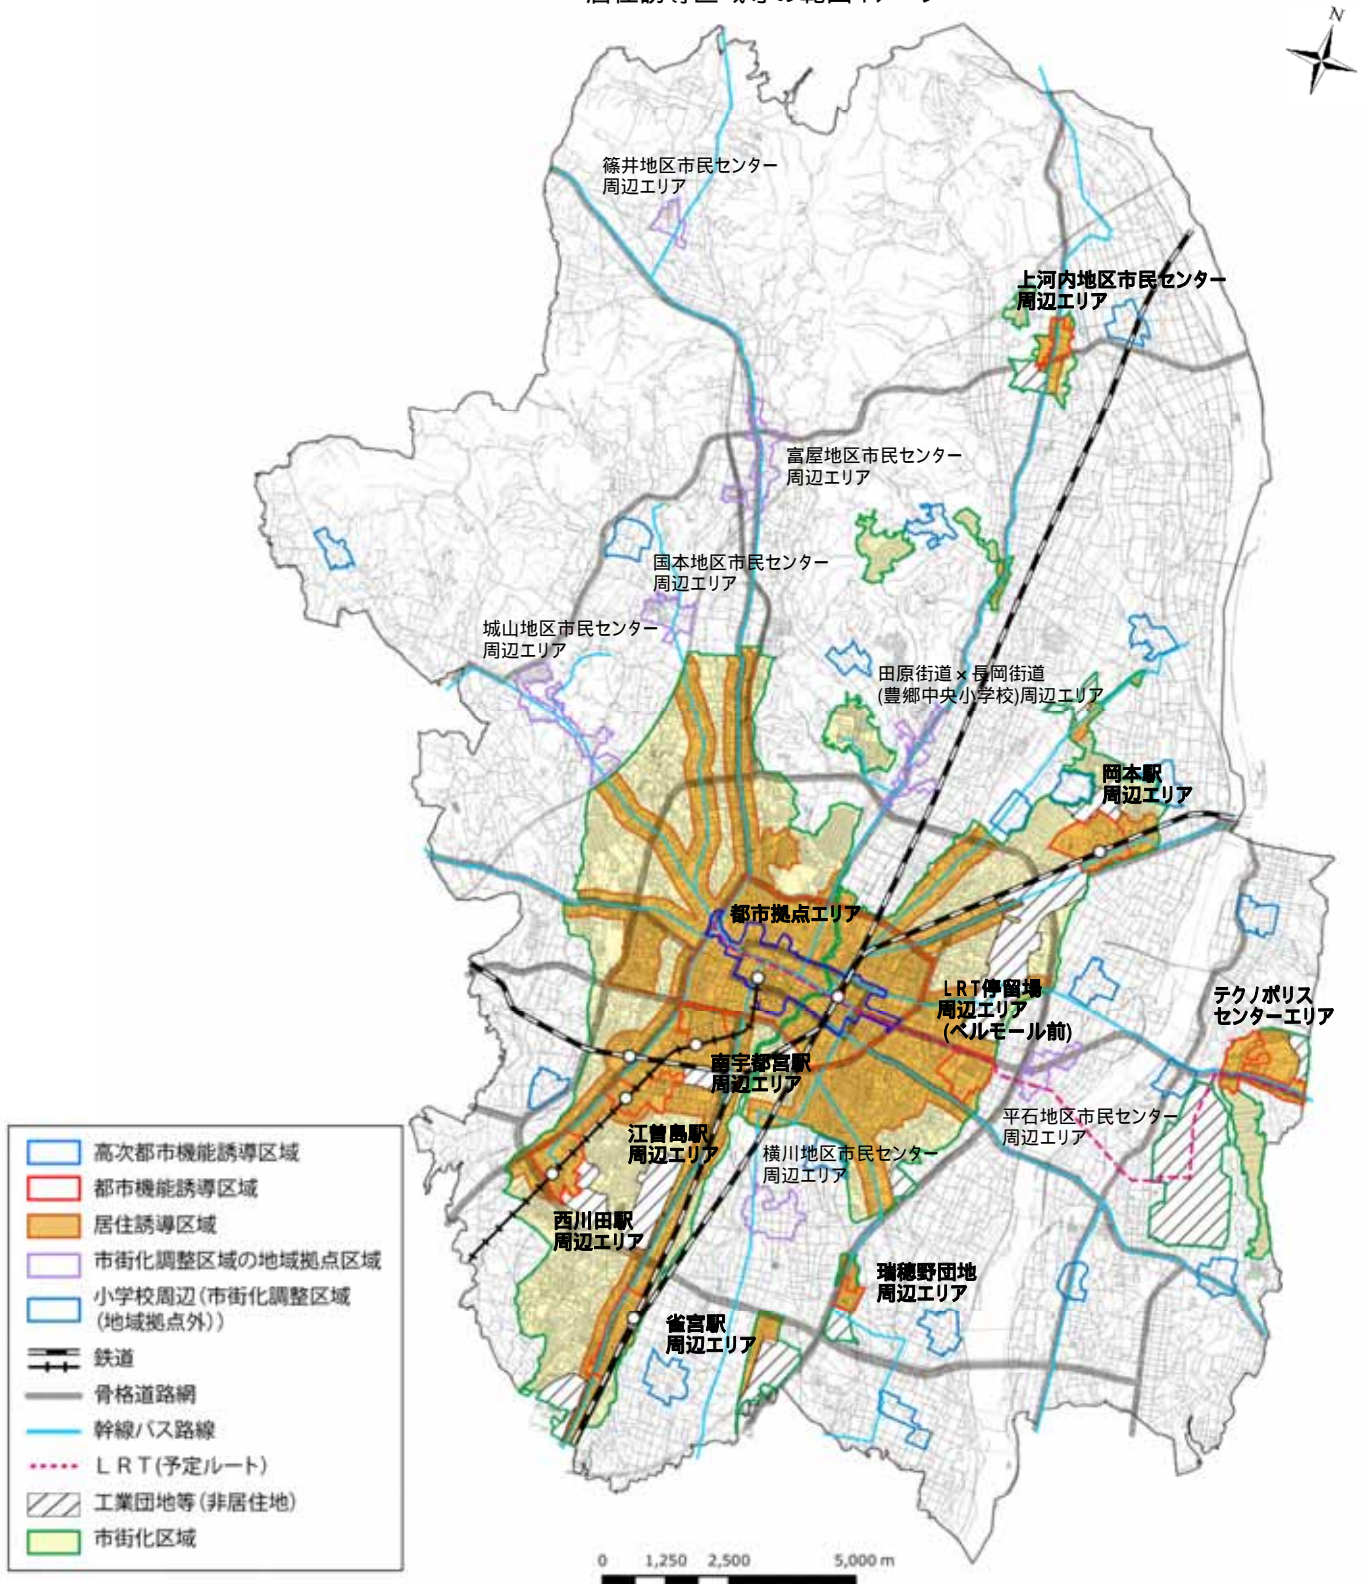 N
篠井地区市民センター
周辺エリア
上河内地区市民センター
周辺エリア
富屋地区市民センター
周辺エリア
国本地区市民センター
周辺エリア
城山地区市民センター
周辺エリア
田原街道×長岡街道
(豊郷中央小学校)周辺エリア
岡本駅
周辺エリア
都市拠点エリア
LRT停留場
周辺エリア
(ベルモール前)
テクノポリス
センターエリア
南宇都宮駅
周辺エリア
江曽島駅
周辺エリア
平石地区市民センター
周辺エリア
横川地区市民センター
周辺エリア
西川田駅
周辺エリア
瑞穂野団地
周辺エリア
雀宮駅
周辺エリア
高次都市機能誘導区域
都市機能誘導区域
居住誘導区域
市街化調整区域の地域拠点区域
小学校周辺(市街化調整区域
(地域拠点外))
鉄道
骨格道路網
幹線バス路線
LRT(予定ルート)
工業団地等(非居住地)
市街化区域
0 1,250 2,500 5,000 m